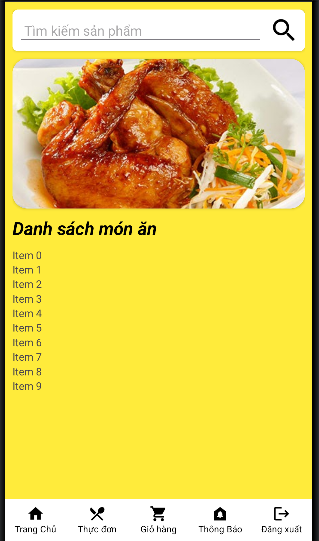 Tìm kiếm sản phẩm
Danh sách món ăn
Item 0
Item 1
Item 2
Item 3
Item 4
Item 5
Item 6
Item 7
Item 8
Item 9
Trang Chủ Thực đơn Giỏ hàng Thông Báo Đăng xuất